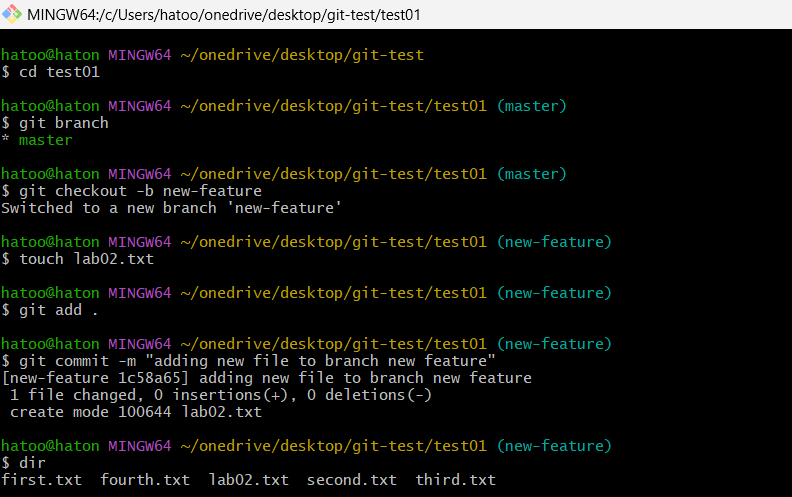 MINGW64:/c/Users/hatoo/onedrive/desktop/git-test/test01
hatoo@haton MINGW64 ~/onedrive/desktop/git-test
$ cd test01
hatoo@haton MINGW64 ~/onedrive/desktop/git-test/test01 (master)
$ git branch
* master
hatoo@haton MINGW64 ~/onedrive/desktop/git-test/test01 (master)
$ git checkout -b new-feature
Switched to a new branch 'new-feature'
hatoo@haton MINGW64 ~/onedrive/desktop/git-test/test01 (new-feature)
$ touch lab02.txt
hatoo@haton MINGW64 ~/onedrive/desktop/git-test/test01 (new-feature)
$ git add .
hatoo@haton MINGW64 ~/onedrive/desktop/git-test/test01 (new-feature)
$ git commit -m "adding new file to branch new feature"
[new-feature 1c58a65] adding new file to branch new feature
 1 file changed, 0 insertions(+), 0 deletions(-)
 create mode 100644 lab02.txt
hatoo@haton MINGW64 ~/onedrive/desktop/git-test/test01 (new-feature)
$ dir
first.txt  fourth.txt  lab02.txt  second.txt  third.txt